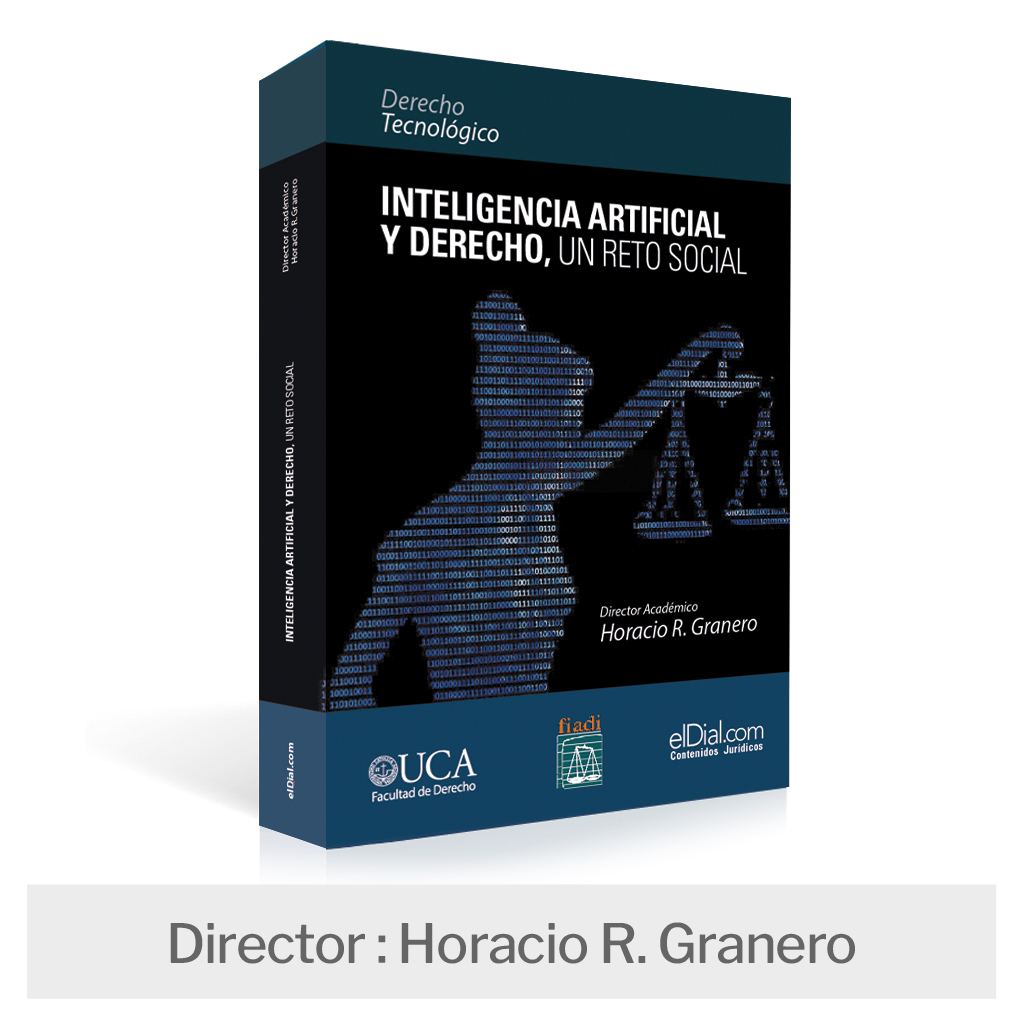 Derecho
Tecnológico
INTELIGENCIA ARTIFICIAL
Y DERECHO, UN RETO SOCIAL
Director Académico
Horacio R. Granero
UCA
Facultad de Derecho
fiadi
elDial.com
Contenidos Jurídicos
Director Académico
Horacio R. Granero
INTELIGENCIA ARTIFICIAL Y DERECHO, UN RETO SOCIAL
elDial.com
Director : Horacio R. Granero